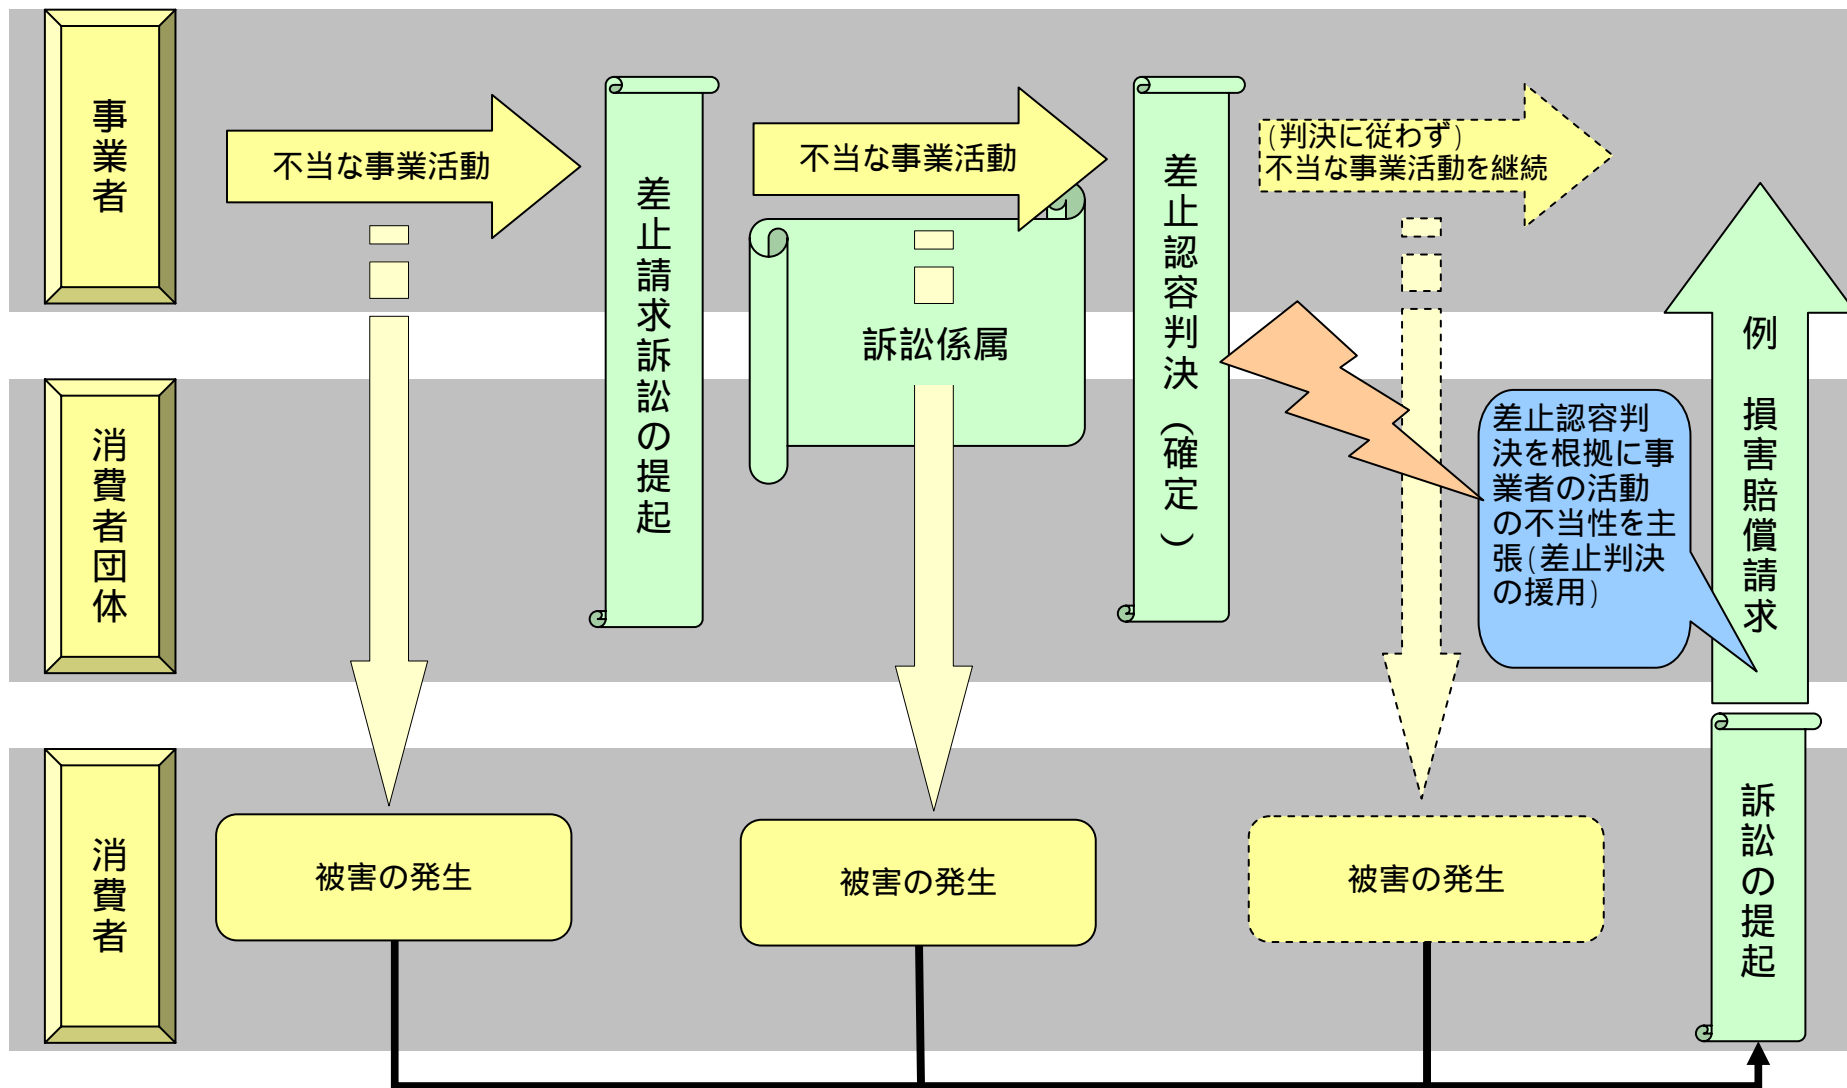 事業者
不当な事業活動
差止請求訴訟の提起
不当な事業活動
訴訟係属
差止認容判決（確定）
(判決に従わず)
不当な事業活動を継続
消費者団体
差止認容判
決を根拠に事
業者の活動
の不当性を主
張(差止判決
の援用)
例　損害賠償請求
消費者
被害の発生
被害の発生
被害の発生
訴訟の提起